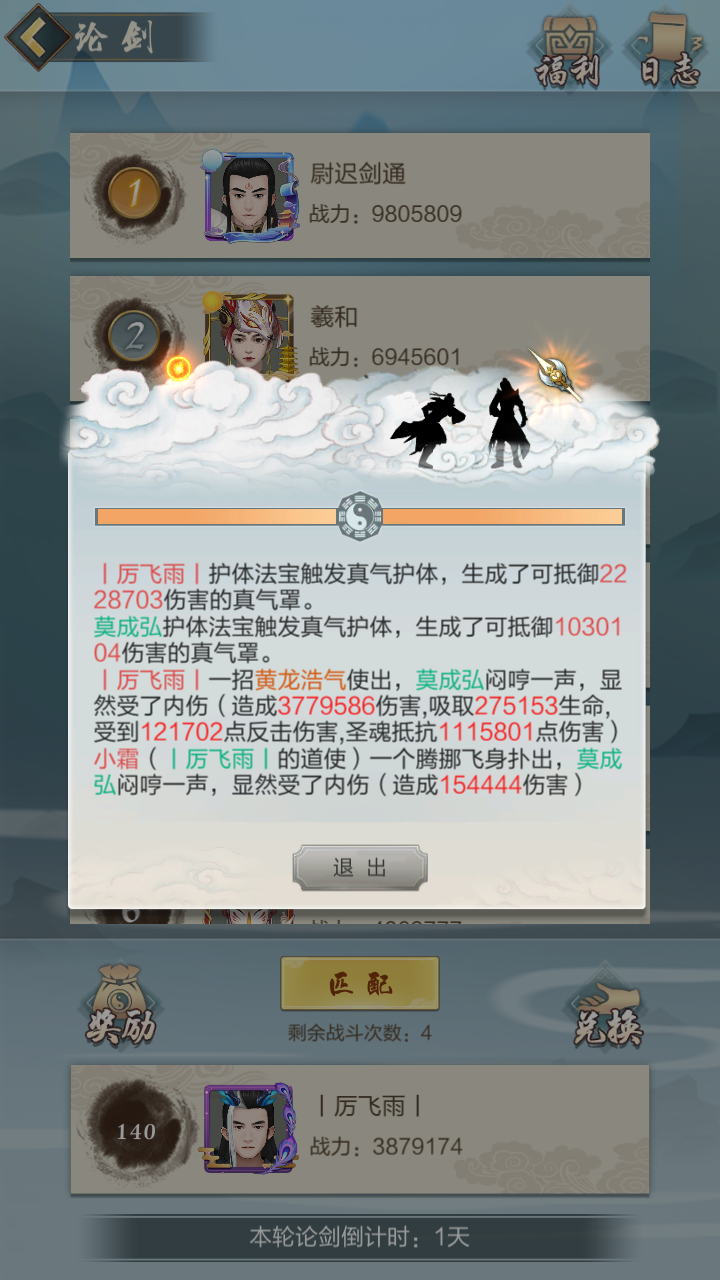 论剑
福利
日志
1
尉迟剑通
战力：9805809
2
羲和
战力：6945601
丨厉飞雨丨护体法宝触发真气护体，生成了可抵御22
28703伤害的真气罩。
莫成弘护体法宝触发真气护体，生成了可抵御10301
04伤害的真气罩。
丨厉飞雨丨一招黄龙浩气使出，莫成弘闷哼一声，显
然受了内伤（造成3779586伤害,吸取275153生命,
受到121702点反击伤害,圣魂抵抗1115801点伤害）
小霜（丨厉飞雨丨的道使）一个腾挪飞身扑出，莫成
弘闷哼一声，显然受了内伤（造成154444伤害）
退出
6
匹配
剩余战斗次数：4
奖励
兑换
140
丨厉飞雨丨
战力：3879174
本轮论剑倒计时：1天